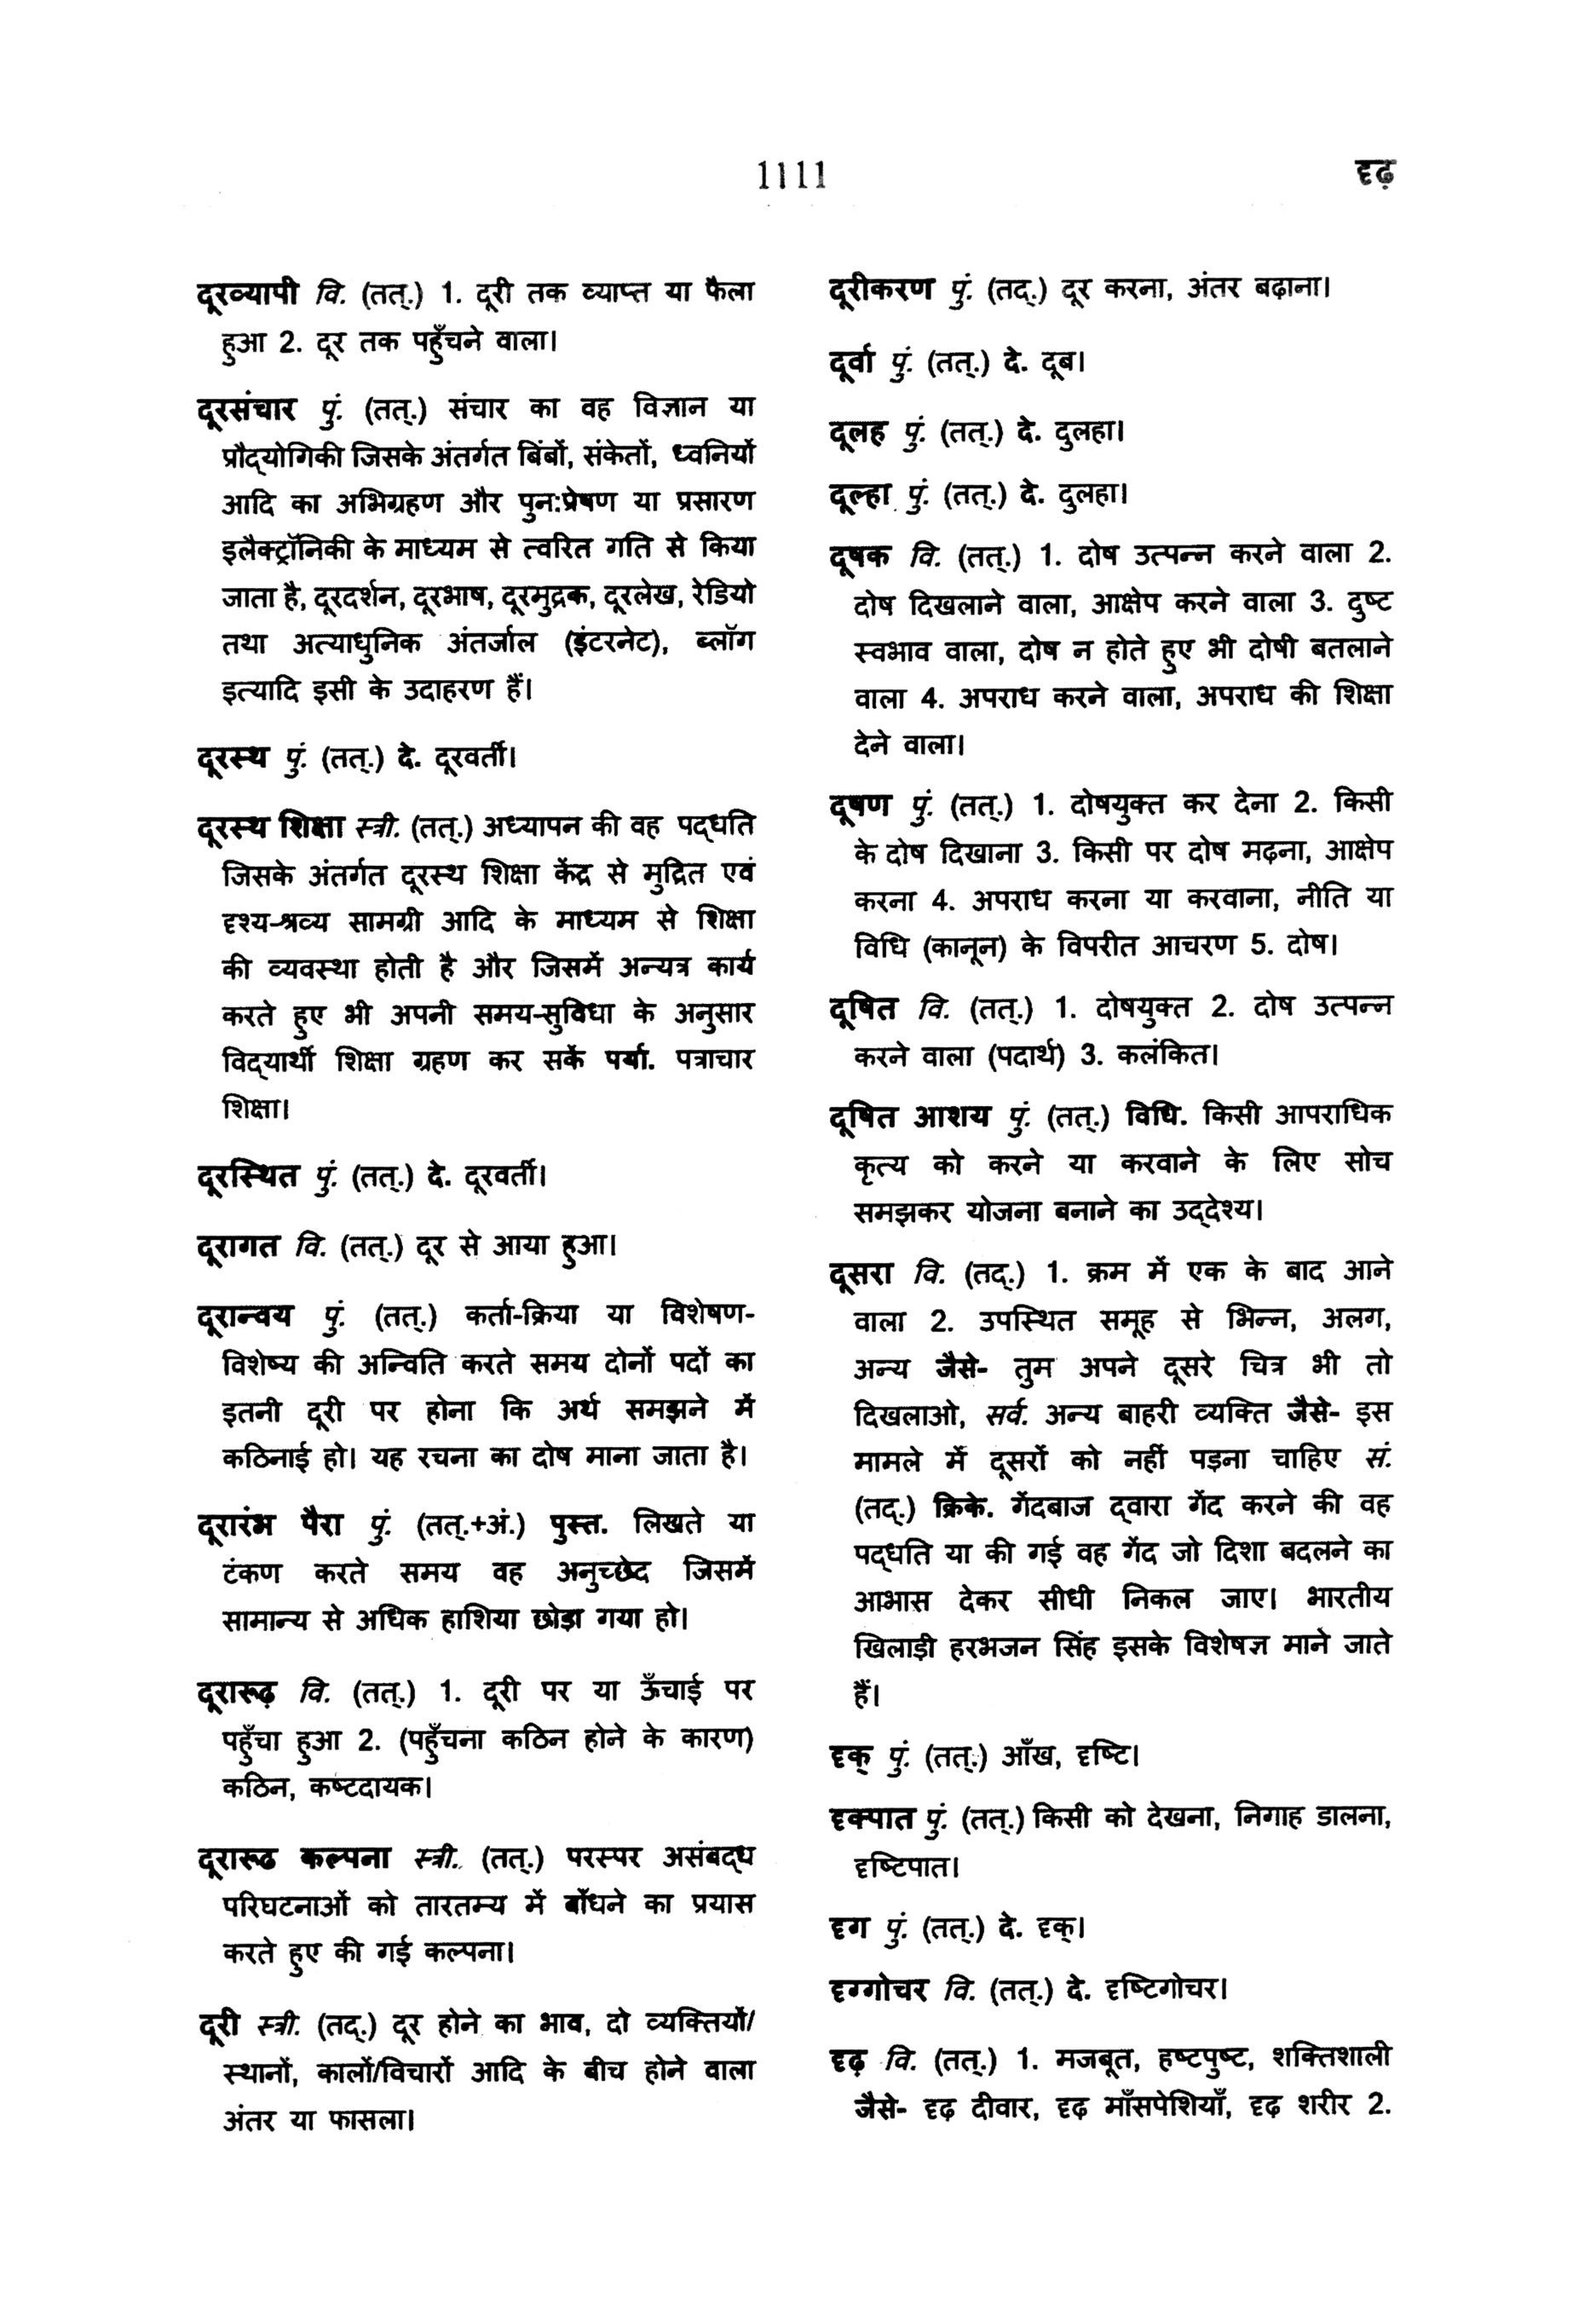 1111
दृढ़
दूरव्यापी वि. (तत्.) 1. दूरी तक व्याप्त या फैला
हुआ 2. दूर तक पहुँचने वाला।
दूरसंचार पुं. (तत्.) संचार का वह विज्ञान या
प्रौद्‌योगिकी जिसके अंतर्गत बिंबों, संकेतों, ध्वनियों
आदि का अभिग्रहण और पुन:प्रेषण या प्रसारण
इलैक्ट्रॉनिकी के माध्यम से त्वरित गति से किया
जाता है, दूरदर्शन, दूरभाष, दूरमुद्रक, दूरलेख, रेडियो
तथा अत्याधुनिक अंतर्जाल (इंटरनेट), ब्लॉग
इत्यादि इसी के उदाहरण हैं।
दूरस्थ पुं. (तत्.) दे. दूरवर्ती।
दूरस्थ शिक्षा स्त्री. (तत्.) अध्यापन की वह पद्‌धति
जिसके अंतर्गत दूरस्थ शिक्षा केंद्र से मुद्रित एवं
दृश्य-श्रव्य सामग्री आदि के माध्यम से शिक्षा
की व्यवस्था होती है और जिसमें अन्यत्र कार्य
करते हुए भी अपनी समय-सुविधा के अनुसार
विद्‌यार्थी शिक्षा ग्रहण कर सकें पर्या. पत्राचार
शिक्षा।
दूरस्थित पुं. (तत्.) दे. दूरवर्ती।
दूरागत वि. (तत्.) दूर से आया हुआ।
दूरान्वय पुं. (तत्.) कर्ता-क्रिया या विशेषण-
विशेष्य की अन्विति करते समय दोनों पदों का
इतनी दूरी पर होना कि अर्थ समझने में
कठिनाई हो। यह रचना का दोष माना जाता है।
दूरारंभ पैरा पुं. (तत्.+अं.) पुस्त. लिखते या
टंकण करते समय वह अनुच्छेद जिसमें
सामान्य से अधिक हाशिया छोड़ा गया हो।
दूरारूढ़ वि. (तत्.) 1. दूरी पर या ऊँचाई पर
पहुँचा हुआ 2. (पहुँचना कठिन होने के कारण)
कठिन, कष्टदायक।
दूरारूढ कल्पना स्त्री. (तत्.) परस्पर असंबद्‌ध
परिघटनाओं को तारतम्य में बाँधने का प्रयास
करते हुए की गई कल्पना।
दूरी स्त्री. (तद्.) दूर होने का भाव, दो व्यक्तियों/
स्थानों, कालों/विचारों आदि के बीच होने वाला
अंतर या फासला।
दूरीकरण पुं. (तद्.) दूर करना, अंतर बढ़ाना।
दूर्वा पुं. (तत्.) दे. दूब।
दूलह पुं. (तत्.) दे. दुलहा।
दूल्हा पुं. (तत्.) दे. दुलहा।
दूषक वि. (तत्.) 1. दोष उत्पन्न करने वाला 2.
दोष दिखलाने वाला, आक्षेप करने वाला 3. दुष्ट
स्वभाव वाला, दोष न होते हुए भी दोषी बतलाने
वाला 4. अपराध करने वाला, अपराध की शिक्षा
देने वाला।
दूषण पुं. (तत्.) 1. दोषयुक्त कर देना 2. किसी
के दोष दिखाना 3. किसी पर दोष मढ़ना, आक्षेप
करना 4. अपराध करना या करवाना, नीति या
विधि (कानून) के विपरीत आचरण 5. दोष।
दूषित वि. (तत्.) 1. दोषयुक्त 2. दोष उत्पन्न
करने वाला (पदार्थ) 3. कलंकित।
दूषित आशय पुं. (तत्.) विधि. किसी आपराधिक
कृत्य को करने या करवाने के लिए सोच
समझकर योजना बनाने का उद्‌देश्य।
दूसरा वि. (तद्.) 1. क्रम में एक के बाद आने
वाला 2. उपस्थित समूह से भिन्न, अलग,
अन्य जैसे- तुम अपने दूसरे चित्र भी तो
दिखलाओ, सर्व. अन्य बाहरी व्यक्ति जैसे- इस
मामले में दूसरों को नहीं पड़ना चाहिए सं.
(तद्.) क्रिके. गेंदबाज द्‌वारा गेंद करने की वह
पद्‌धति या की गई वह गेंद जो दिशा बदलने का
आभास देकर सीधी निकल जाए। भारतीय
खिलाड़ी हरभजन सिंह इसके विशेषज्ञ माने जाते
हैं।
दृक् पुं. (तत्.) आँख, दृष्टि।
दृक्पात पुं. (तत्.) किसी को देखना, निगाह डालना,
दृष्टिपात।
दृग पुं. (तत्.) दे. दृक्।
दृग्गोचर वि. (तत्.) दे. दृष्टिगोचर।
दृढ़ वि. (तत्.) 1. मजबूत, हष्टपुष्ट, शक्तिशाली
जैसे- दृढ़ दीवार, दृढ़ माँसपेशियाँ, दृढ़ शरीर 2.